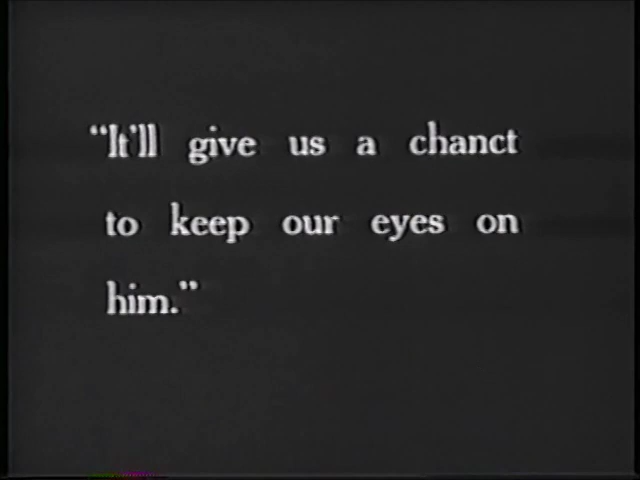 “It’ll give us a chanct
to keep our eyes on
him.”